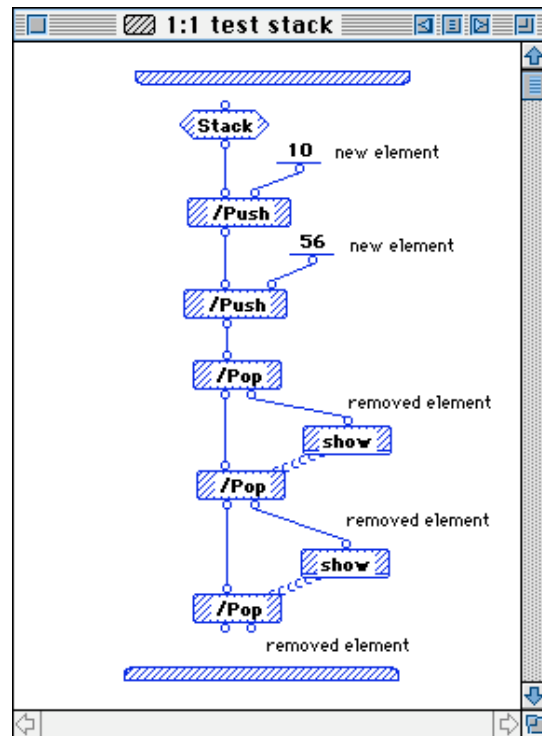 1:1 test stack
Stack
10 new element
/Push
56 new element
/Push
/Pop
removed element
show
/Pop
removed element
show
/Pop
removed element